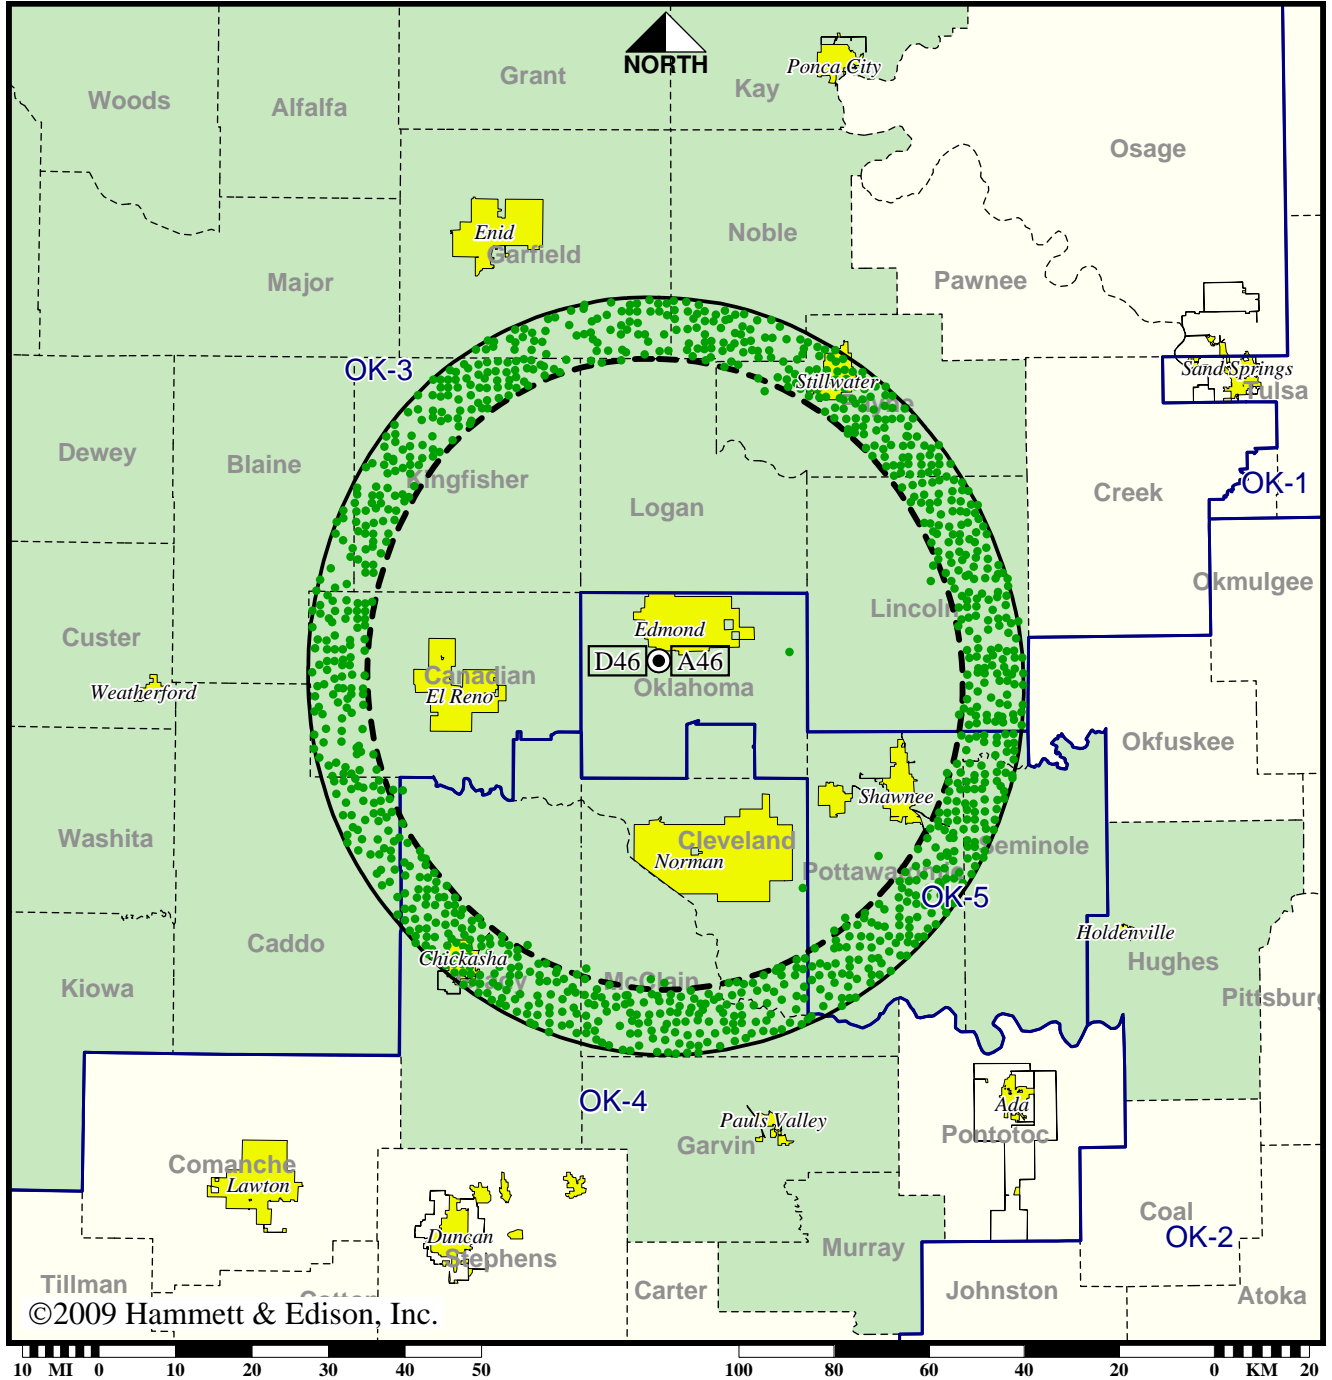 NORTH
Ponca City
Grant
Kay
Woods
Alfalfa
Osage
Enid
Garfield
Noble
Major
Pawnee
OK-3
Stillwater
Payne
Sand Springs
Tulsa
Dewey
Blaine
Kingfisher
Logan
Creek
OK-1
Okmulgee
Lincoln
Custer
Edmond
D46
A46
Weatherford
Canadian
El Reno
Oklahoma
Okfuskee
Shawnee
Washita
Cleveland
Norman
Seminole
Pottawatomie
OK-5
Caddo
Chickasha
Holdenville
Hughes
Kiowa
Grady
McClain
Pittsburg
OK-4
Ada
Pauls Valley
Garvin
Pontotoc
Comanche
Lawton
Coal
OK-2
Duncan
Stephens
Murray
Tillman
Cotton
Carter
Johnston
Atoka
©2009 Hammett & Edison, Inc.
10 MI 0 10 20 30 40 50 100 80 60 40 20 0 KM 20